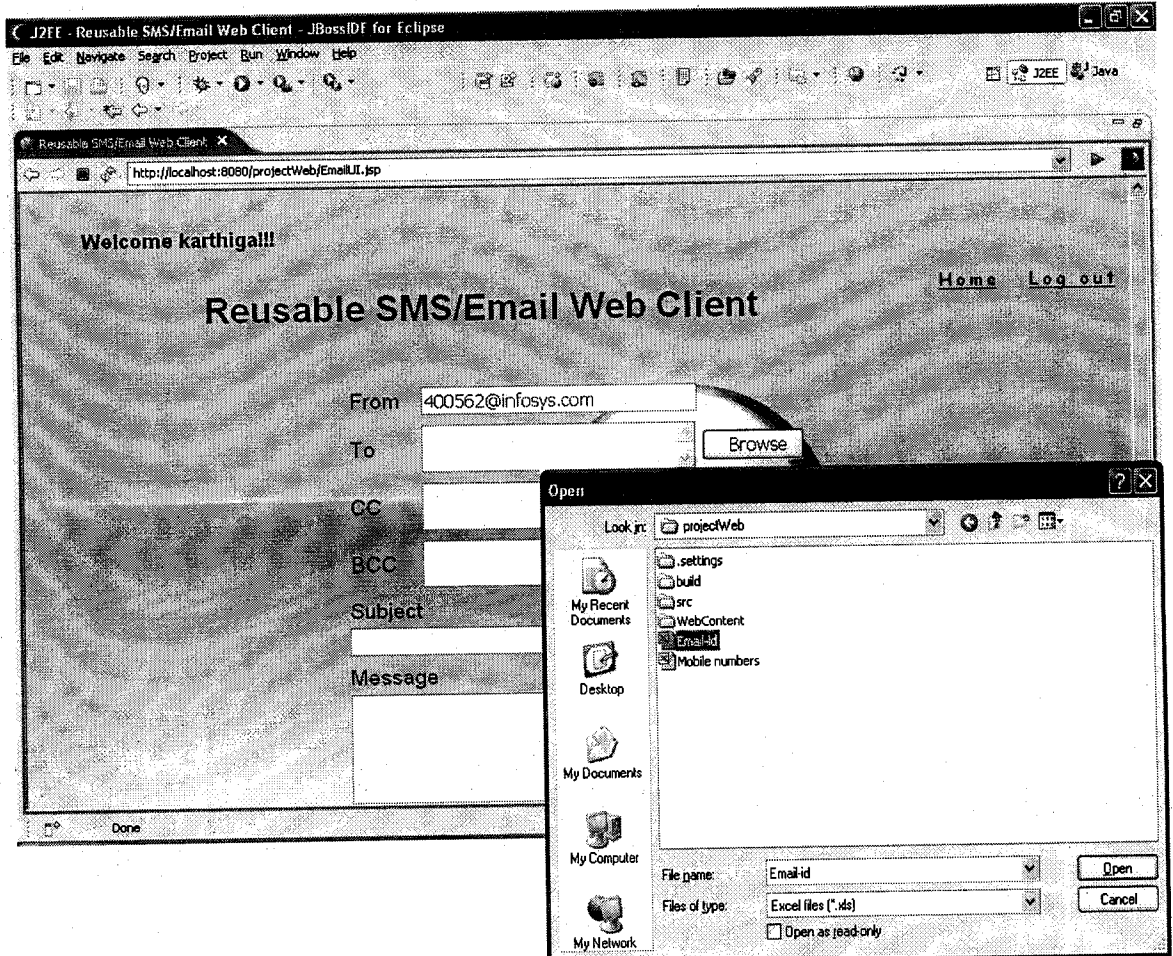 J2EE - Reusable SMS/Email Web Client - JBossIDE for Eclipse
File Edit Navigate Search Project Run Window Help
J2EE Java
Reusable SMS/Email Web Client
http://localhost:8080/projectWeb/EmailUI.jsp
Welcome karthiga!!!
Home Log out
Reusable SMS/Email Web Client
From 400562@infosys.com
To Browse
CC
BCC
Subject
Message
Done
Open
Look in: projectWeb
.settings
build
src
WebContent
Email-id
Mobile numbers
My Recent
Documents
Desktop
My Documents
My Computer
My Network
File name: Email-id Open
Files of type: Excel files (*.xls) Cancel
Open as read-only